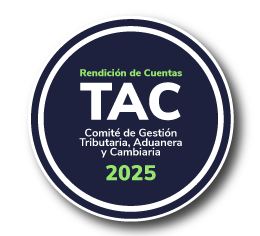 Rendición de Cuentas
TAC
Comité de Gestión
Tributaria, Aduanera
y Cambiaria
2025